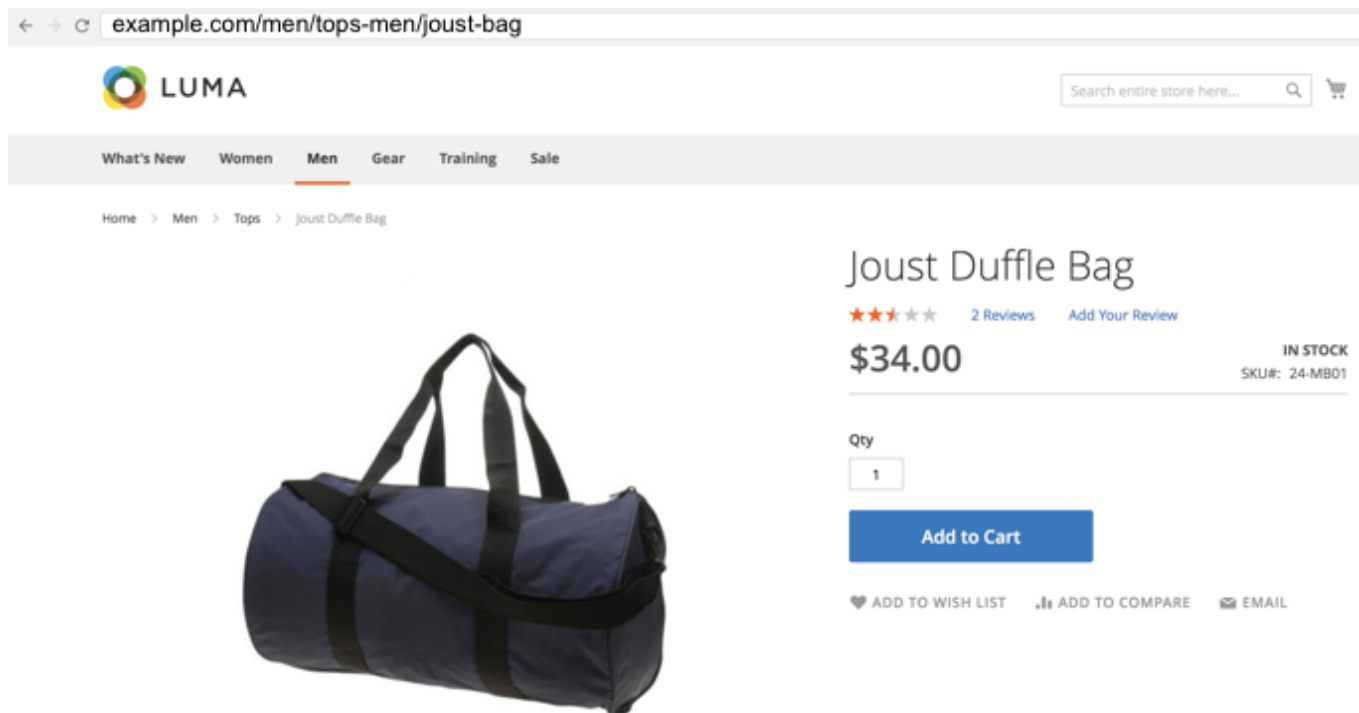 example.com/men/tops-men/joust-bag
LUMA
Search entire store here...
What's New Women Men Gear Training Sale
Home > Men > Tops > Joust Duffle Bag
Joust Duffle Bag
2 Reviews Add Your Review
$34.00
IN STOCK
SKU#: 24-MB01
Qty
1
Add to Cart
ADD TO WISH LIST ADD TO COMPARE EMAIL